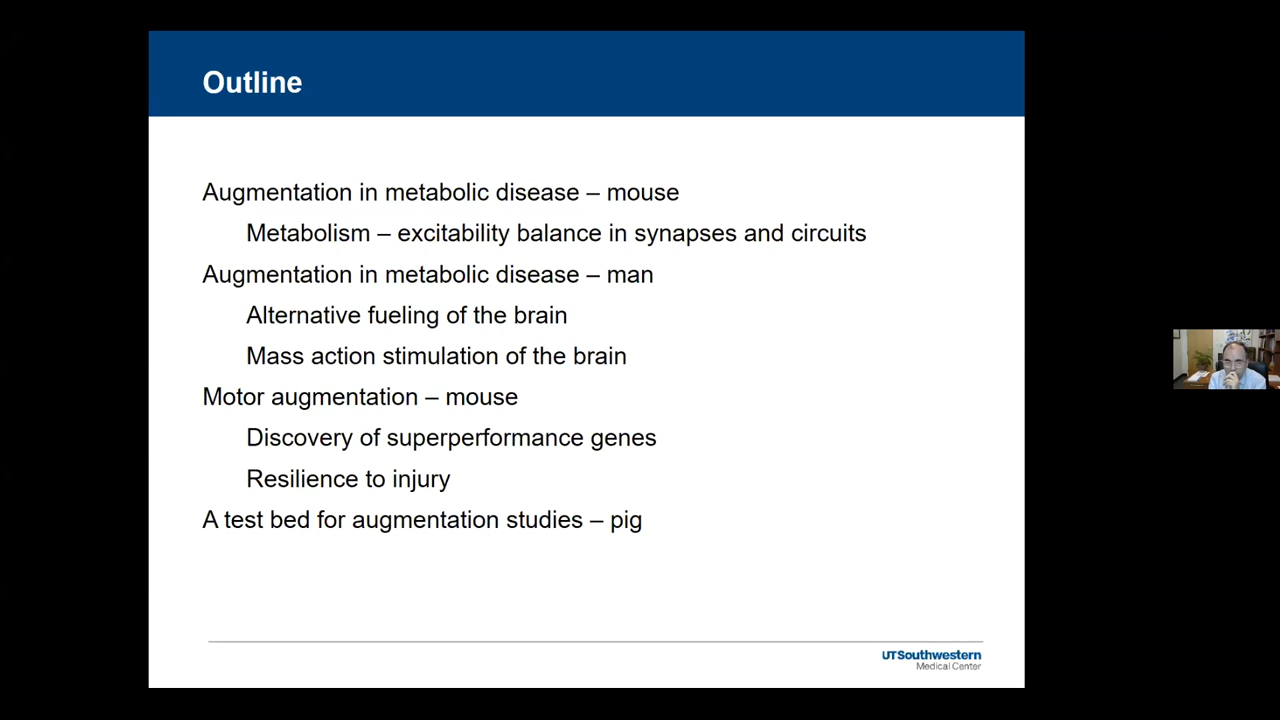 Outline
Augmentation in metabolic disease – mouse
Metabolism – excitability balance in synapses and circuits
Augmentation in metabolic disease – man
Alternative fueling of the brain
Mass action stimulation of the brain
Motor augmentation – mouse
Discovery of superperformance genes
Resilience to injury
A test bed for augmentation studies – pig
UTSouthwestern
Medical Center